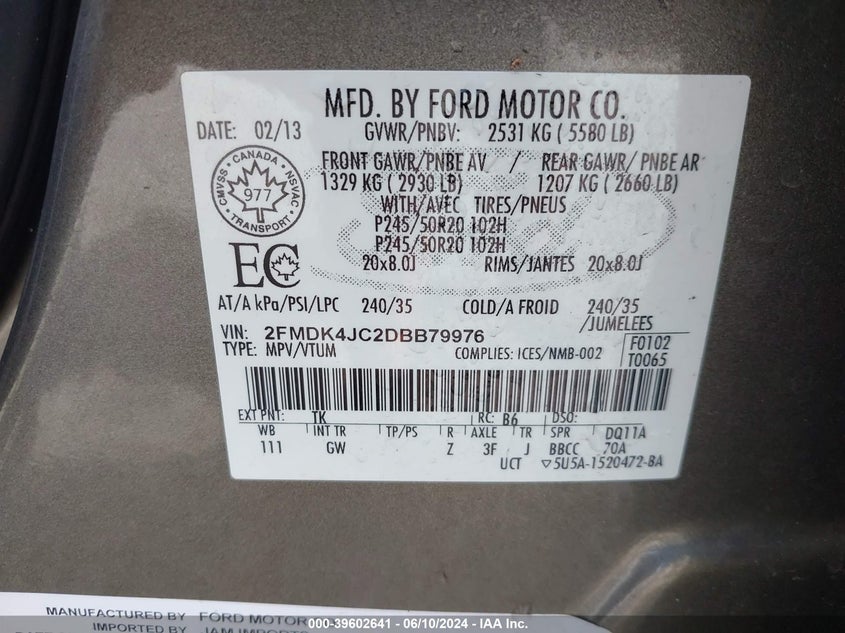 MFD. BY FORD MOTOR CO.
DATE: 02/13 GVWR/PNBV: 2531 KG ( 5580 LB)
FRONT GAWR/PNBE AV / REAR GAWR/ PNBE AR
1329 KG ( 2930 LB) 1207 KG ( 2660 LB)
WITH/AVEC TIRES/PNEUS
P245/50R20 102H
P245/50R20 102H
20x8.0J RIMS/JANTES 20x8.0J
CMVSS · CANADA · NSVAC · TRANSPORT ·
977
EC
AT/A kPa/PSI/LPC 240/35 COLD/A FROID 240/35
/JUMELEES
VIN: 2FMDK4JC2DBB79976
TYPE: MPV/VTUM COMPLIES: ICES/NMB-002
F0102
T0065
EXT PNT: TK RC: B6 DSO:
WB INT TR TP/PS R AXLE TR SPR DQ11A
111 GW Z 3F J BBCC 70A
UCT 5U5A-1520472-BA
MANUFACTURED BY FORD MOTOR
IMPORTED BY
000-39602641 - 06/10/2024 - IAA Inc.